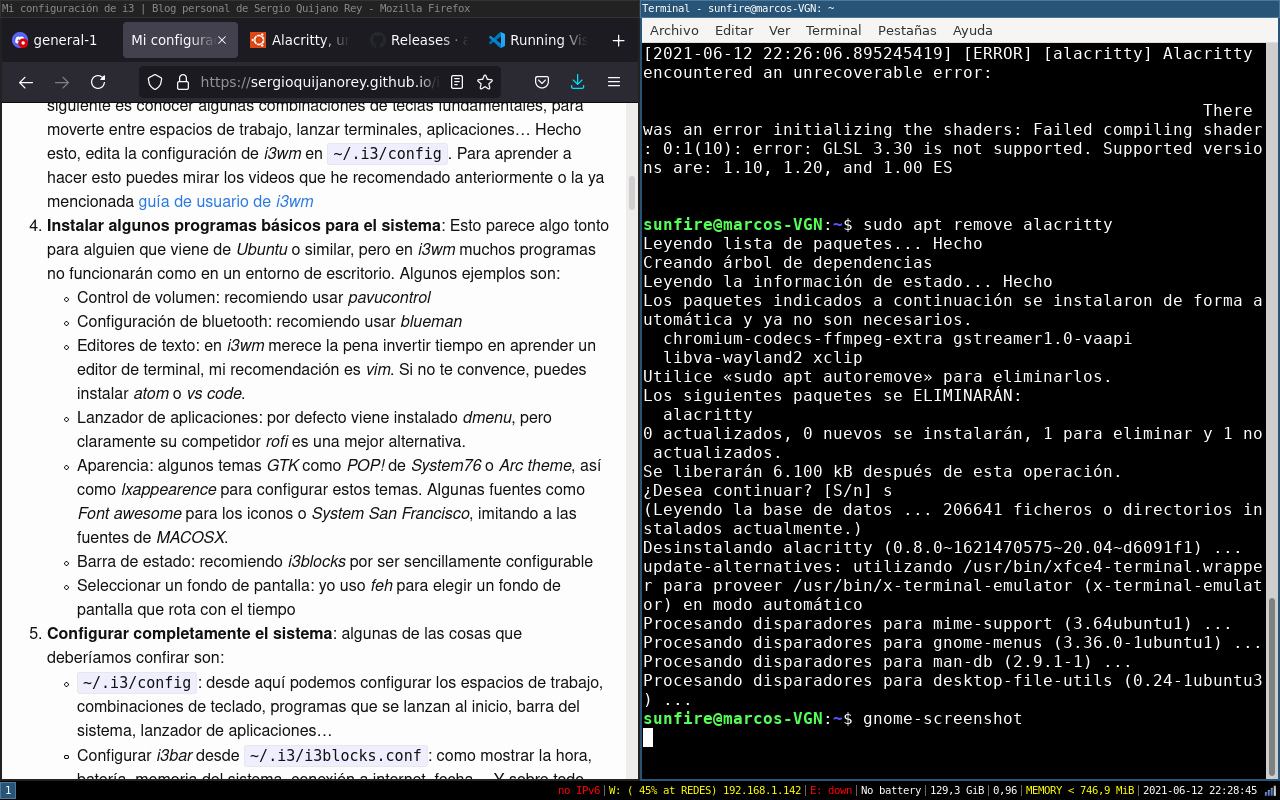 Mi configuración de i3 | Blog personal de Sergio Quijano Rey - Mozilla Firefox
general-1
Mi configura
Alacritty, u
Releases ·
Running Vis
https://sergioquijanorey.github.io/i
siguiente es conocer algunas combinaciones de teclas fundamentales, para
moverte entre espacios de trabajo, lanzar terminales, aplicaciones… Hecho
esto, edita la configuración de i3wm en ~/.i3/config. Para aprender a
hacer esto puedes mirar los videos que he recomendado anteriormente o la ya
mencionada guía de usuario de i3wm
4. Instalar algunos programas básicos para el sistema: Esto parece algo tonto
para alguien que viene de Ubuntu o similar, pero en i3wm muchos programas
no funcionarán como en un entorno de escritorio. Algunos ejemplos son:
Control de volumen: recomiendo usar pavucontrol
Configuración de bluetooth: recomiendo usar blueman
Editores de texto: en i3wm merece la pena invertir tiempo en aprender un
editor de terminal, mi recomendación es vim. Si no te convence, puedes
instalar atom o vs code.
Lanzador de aplicaciones: por defecto viene instalado dmenu, pero
claramente su competidor rofi es una mejor alternativa.
Aparencia: algunos temas GTK como POP! de System76 o Arc theme, así
como lxappearence para configurar estos temas. Algunas fuentes como
Font awesome para los iconos o System San Francisco, imitando a las
fuentes de MACOSX.
Barra de estado: recomiendo i3blocks por ser sencillamente configurable
Seleccionar un fondo de pantalla: yo uso feh para elegir un fondo de
pantalla que rota con el tiempo
5. Configurar completamente el sistema: algunas de las cosas que
deberíamos confirar son:
~/.i3/config: desde aquí podemos configurar los espacios de trabajo,
combinaciones de teclado, programas que se lanzan al inicio, barra del
sistema, lanzador de aplicaciones…
Configurar i3bar desde ~/.i3/i3blocks.conf: como mostrar la hora,
batería, memoria del sistema, conexión a internet, fecha… Y sobre todo
Terminal - sunfire@marcos-VGN: ~
Archivo Editar Ver Terminal Pestañas Ayuda
[2021-06-12 22:26:06.895245419] [ERROR] [alacritty] Alacritty
encountered an unrecoverable error:
There
was an error initializing the shaders: Failed compiling shader
: 0:1(10): error: GLSL 3.30 is not supported. Supported versio
ns are: 1.10, 1.20, and 1.00 ES
sunfire@marcos-VGN:~$ sudo apt remove alacritty
Leyendo lista de paquetes... Hecho
Creando árbol de dependencias
Leyendo la información de estado... Hecho
Los paquetes indicados a continuación se instalaron de forma a
utomática y ya no son necesarios.
chromium-codecs-ffmpeg-extra gstreamer1.0-vaapi
libva-wayland2 xclip
Utilice «sudo apt autoremove» para eliminarlos.
Los siguientes paquetes se ELIMINARÁN:
alacritty
0 actualizados, 0 nuevos se instalarán, 1 para eliminar y 1 no
actualizados.
Se liberarán 6.100 kB después de esta operación.
¿Desea continuar? [S/n] s
(Leyendo la base de datos ... 206641 ficheros o directorios in
stalados actualmente.)
Desinstalando alacritty (0.8.0~1621470575~20.04~d6091f1) ...
update-alternatives: utilizando /usr/bin/xfce4-terminal.wrappe
r para proveer /usr/bin/x-terminal-emulator (x-terminal-emulat
or) en modo automático
Procesando disparadores para mime-support (3.64ubuntu1) ...
Procesando disparadores para gnome-menus (3.36.0-1ubuntu1) ...
Procesando disparadores para man-db (2.9.1-1) ...
Procesando disparadores para desktop-file-utils (0.24-1ubuntu3
) ...
sunfire@marcos-VGN:~$ gnome-screenshot
1
no IPv6|W: ( 45% at REDES) 192.168.1.142|E: down|No battery|129,3 GiB|0,96|MEMORY < 746,9 MiB|2021-06-12 22:28:45